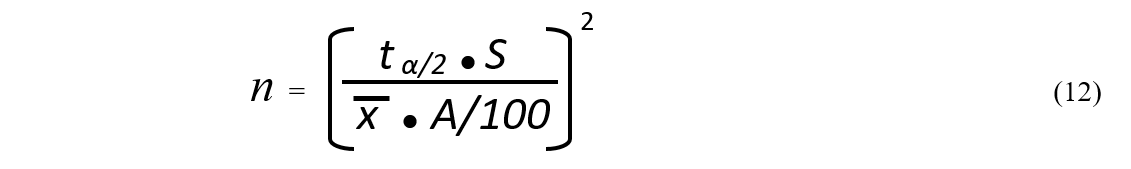 n = [ t α/2 • S / x̅ • A/100 ]² (12)